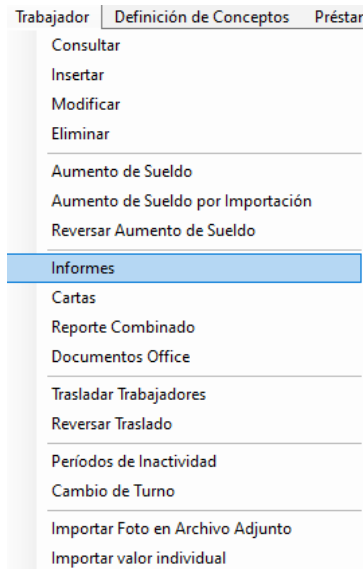 Trabajador Definición de Conceptos Préstar
Consultar
Insertar
Modificar
Eliminar
Aumento de Sueldo
Aumento de Sueldo por Importación
Reversar Aumento de Sueldo
Informes
Cartas
Reporte Combinado
Documentos Office
Trasladar Trabajadores
Reversar Traslado
Períodos de Inactividad
Cambio de Turno
Importar Foto en Archivo Adjunto
Importar valor individual